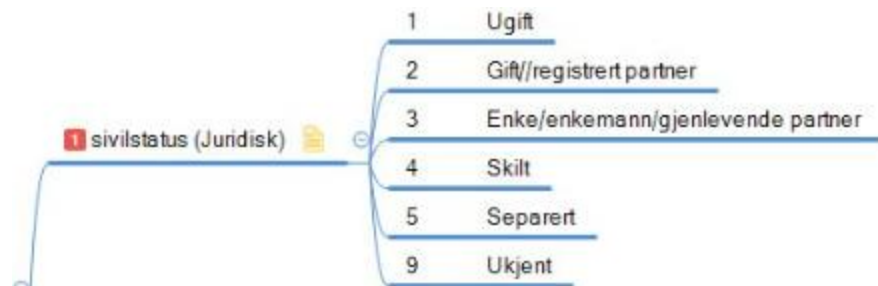 1 Ugift
2 Gift//registrert partner
3 Enke/enkemann/gjenlevende partner
1 sivilstatus (Juridisk)
4 Skilt
5 Separert
9 Ukjent